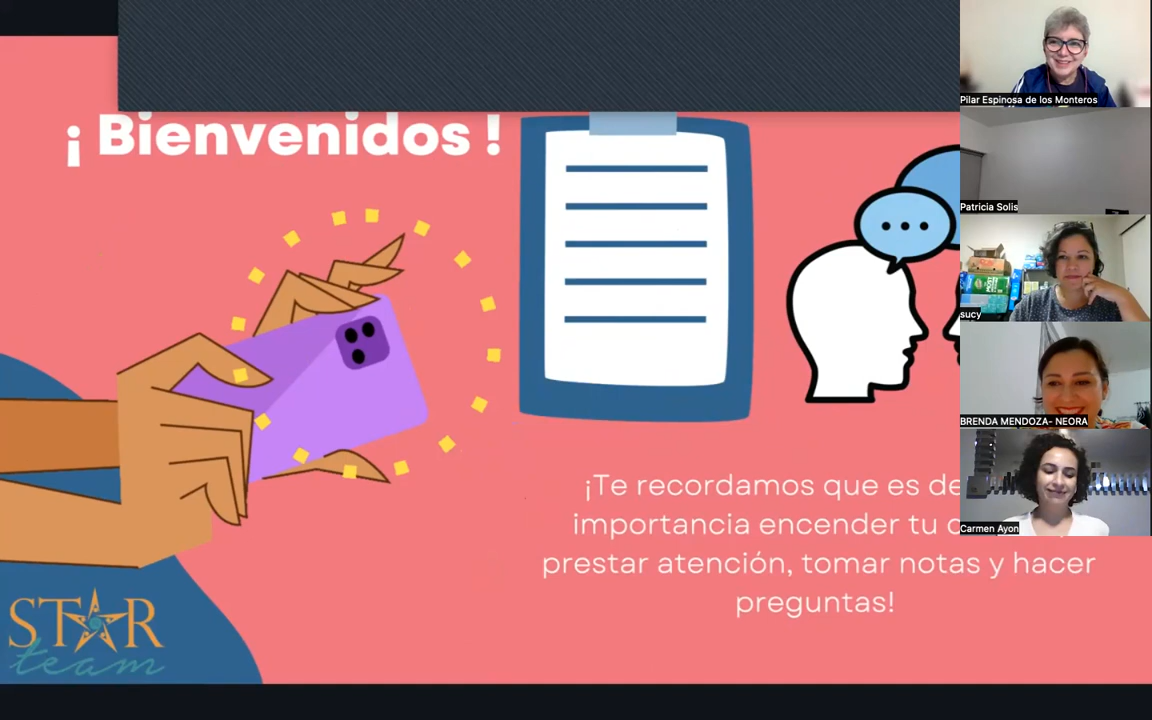 ¡ Bienvenidos !
¡Te recordamos que es de
importancia encender tu
prestar atención, tomar notas y hacer
preguntas!
STAR
team
Pilar Espinosa de los Monteros
Patricia Solis
sucy
BRENDA MENDOZA- NEORA
Carmen Ayon